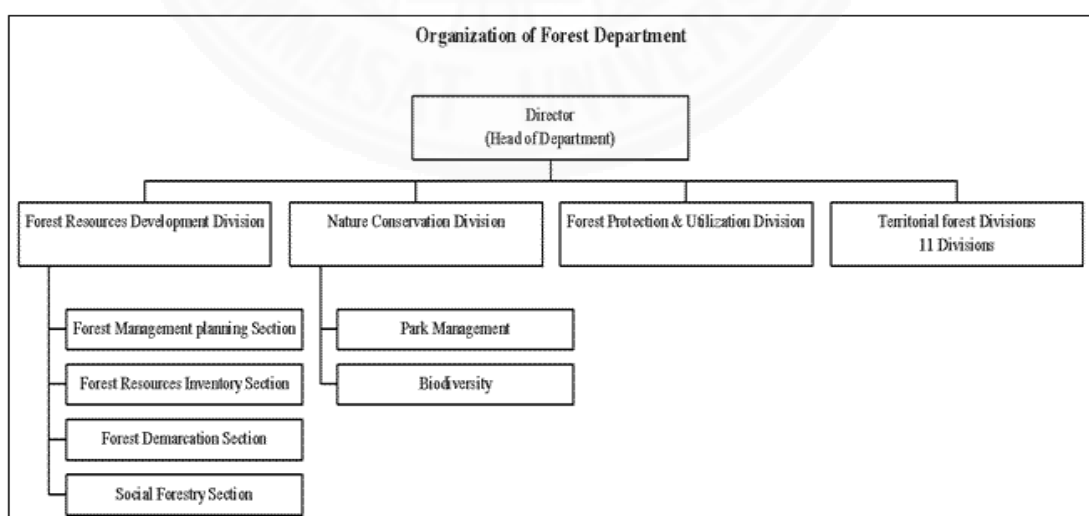 Organization of Forest Department
Director
(Head of Department)
Forest Resources Development Division
Nature Conservation Division
Forest Protection & Utilization Division
Territorial forest Divisions
11 Divisions
Forest Management planning Section
Forest Resources Inventory Section
Forest Demarcation Section
Social Forestry Section
Park Management
Biodiversity